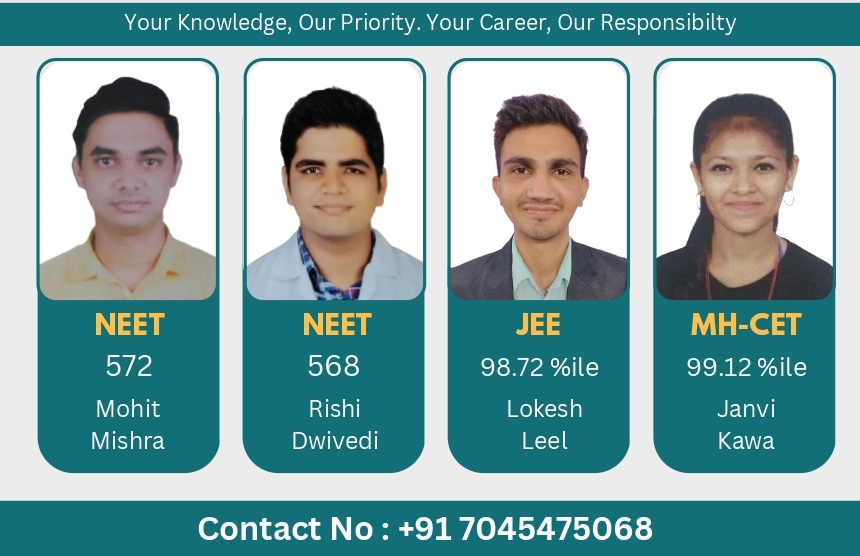 Your Knowledge, Our Priority. Your Career, Our Responsibilty
NEET
572
Mohit
Mishra
NEET
568
Rishi
Dwivedi
JEE
98.72 %ile
Lokesh
Leel
MH-CET
99.12 %ile
Janvi
Kawa
Contact No : +91 7045475068